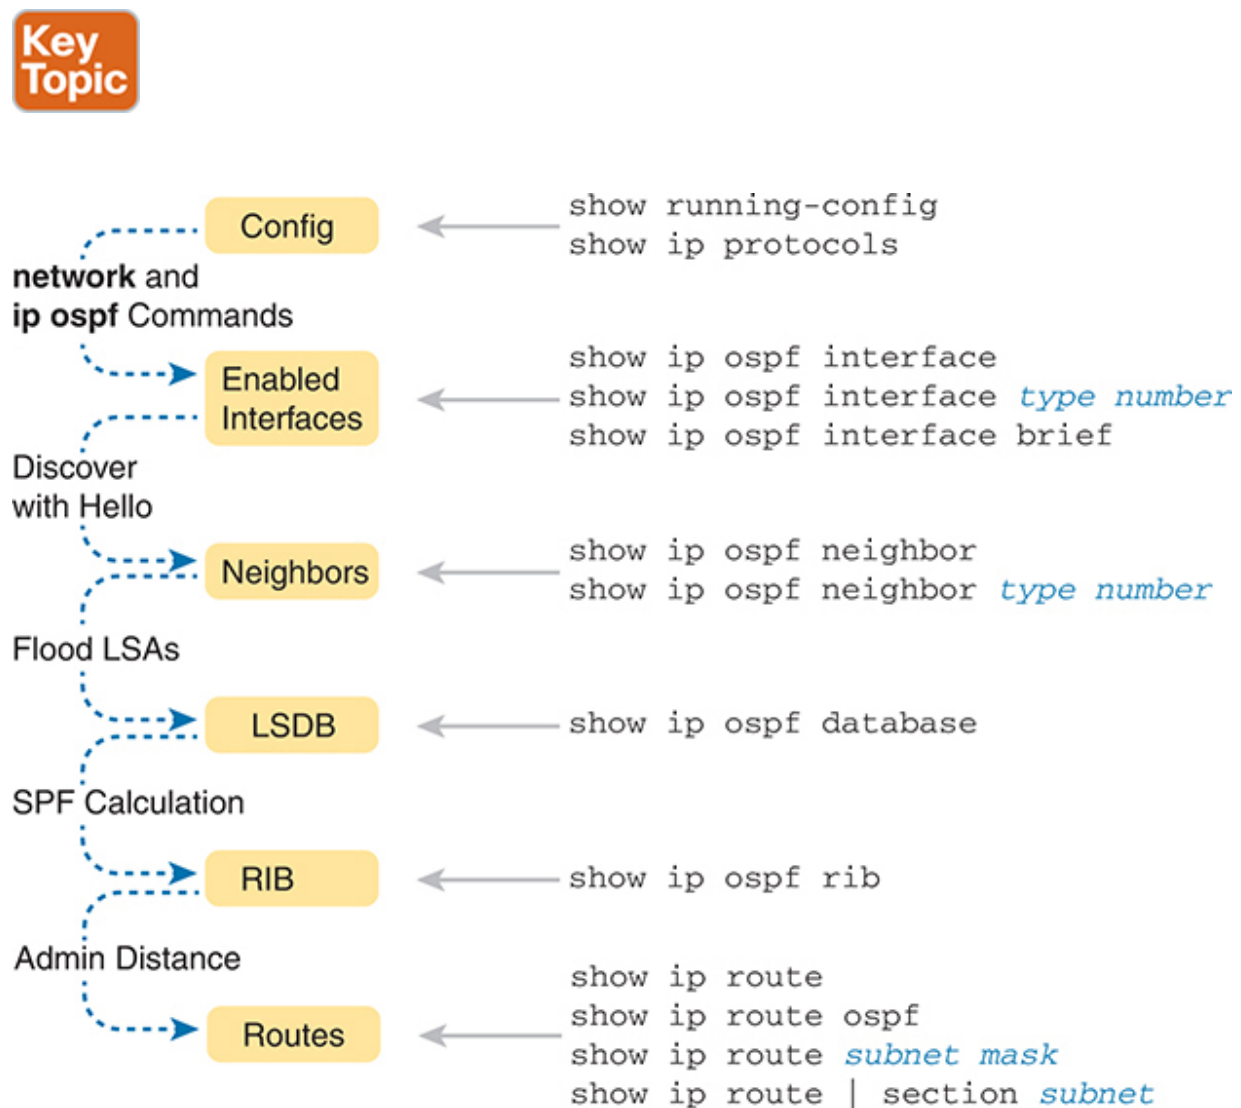 Key
Topic
Config
show running-config
show ip protocols
network and
ip ospf Commands
Enabled
Interfaces
show ip ospf interface
show ip ospf interface type number
show ip ospf interface brief
Discover
with Hello
Neighbors
show ip ospf neighbor
show ip ospf neighbor type number
Flood LSAs
LSDB
show ip ospf database
SPF Calculation
RIB
show ip ospf rib
Admin Distance
Routes
show ip route
show ip route ospf
show ip route subnet mask
show ip route | section subnet